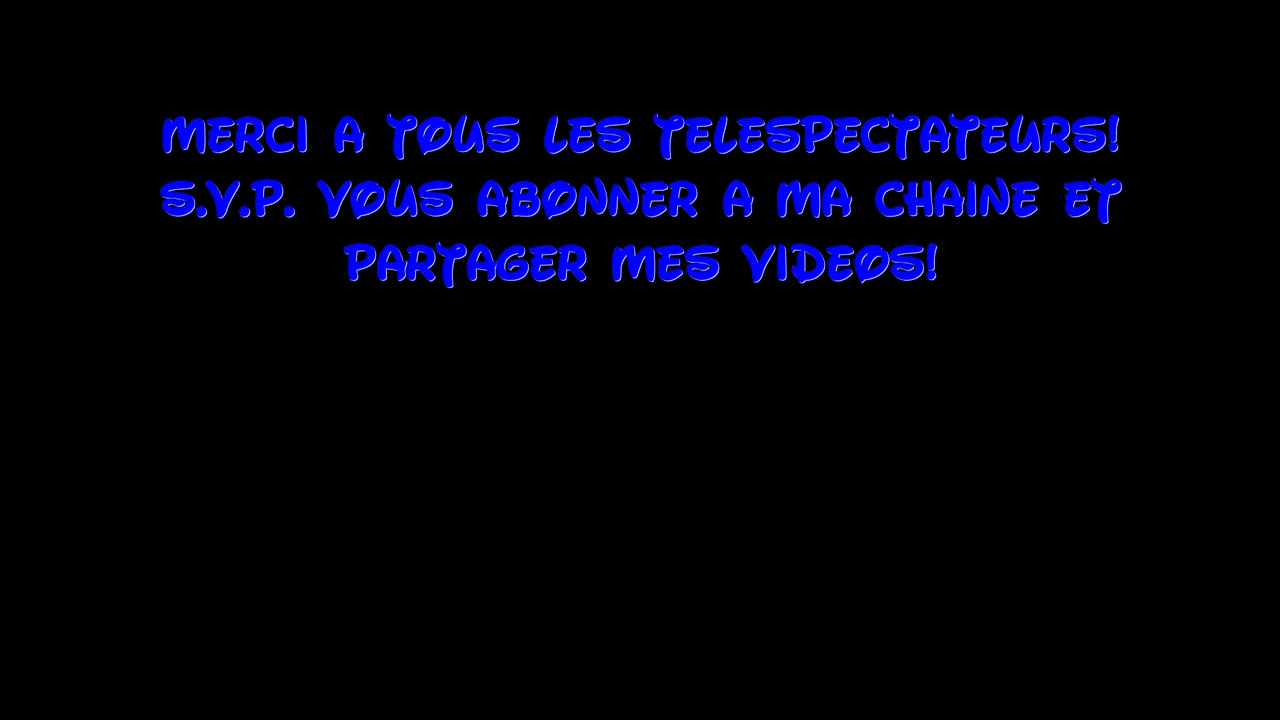 MERCI A TOUS LES TELESPECTATEURS!
S.V.P. VOUS ABONNER A MA CHAINE ET
PARTAGER MES VIDEOS!